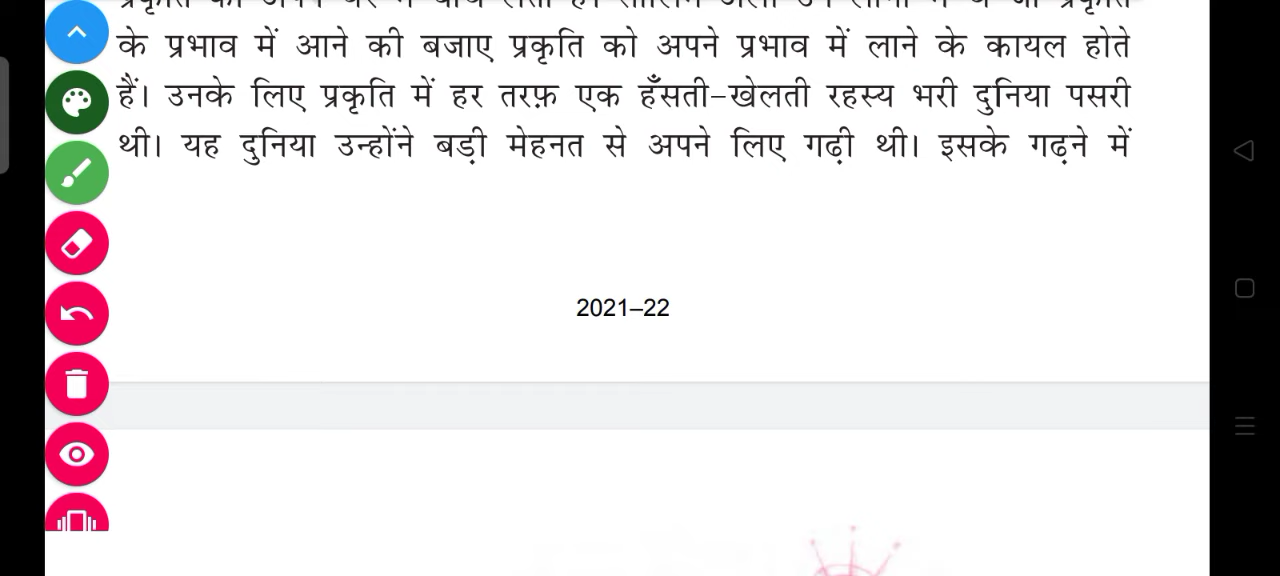 के प्रभाव में आने की बजाए प्रकृति को अपने प्रभाव में लाने के कायल होते
हैं। उनके लिए प्रकृति में हर तरफ़ एक हँसती-खेलती रहस्य भरी दुनिया पसरी
थी। यह दुनिया उन्होंने बड़ी मेहनत से अपने लिए गढ़ी थी। इसके गढ़ने में
2021–22